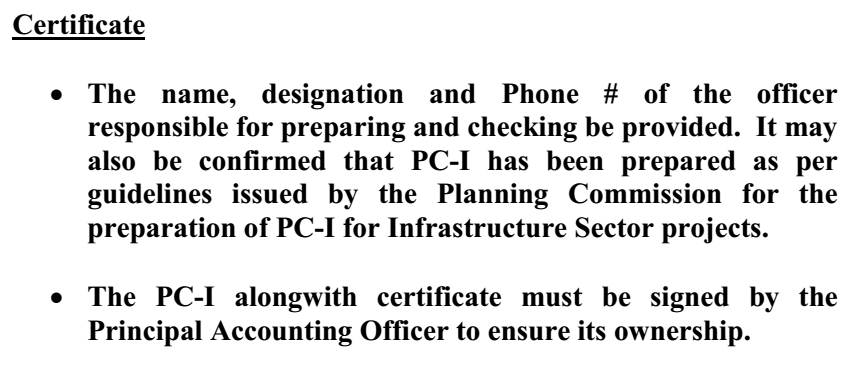 Certificate
• The name, designation and Phone # of the officer
responsible for preparing and checking be provided. It may
also be confirmed that PC-I has been prepared as per
guidelines issued by the Planning Commission for the
preparation of PC-I for Infrastructure Sector projects.
• The PC-I alongwith certificate must be signed by the
Principal Accounting Officer to ensure its ownership.